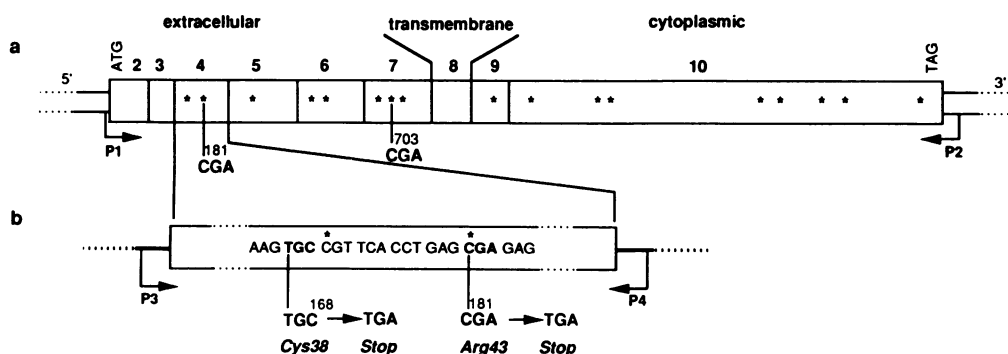 extracellular transmembrane cytoplasmic
a
ATG 2 3 4 5 6 7 8 9 10 TAG
5' 3'
* * * * * * * * * * * * * * * *
P1 181 703 P2
CGA CGA
b
* *
AAG TGC CGT TCA CCT GAG CGA GAG
P3 P4
168 181
TGC TGA CGA TGA
Cys38 Stop Arg43 Stop